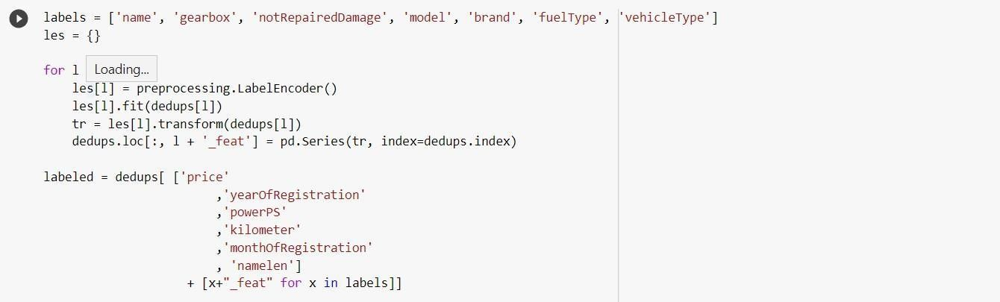 labels = ['name', 'gearbox', 'notRepairedDamage', 'model', 'brand', 'fuelType', 'vehicleType']
les = {}
for l Loading...
    les[l] = preprocessing.LabelEncoder()
    les[l].fit(dedups[l])
    tr = les[l].transform(dedups[l])
    dedups.loc[:, l + '_feat'] = pd.Series(tr, index=dedups.index)
labeled = dedups[ ['price'
                        ,'yearOfRegistration'
                        ,'powerPS'
                        ,'kilometer'
                        ,'monthOfRegistration'
                        , 'namelen']
                    + [x+"_feat" for x in labels]]